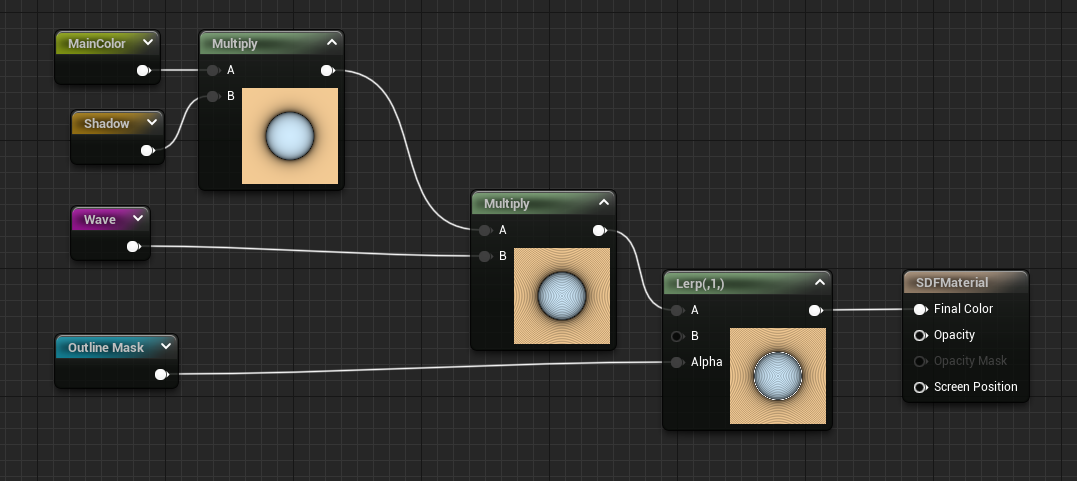 MainColor
Multiply
A
B
Shadow
Wave
Multiply
A
B
Outline Mask
Lerp(,1,)
A
B
Alpha
SDFMaterial
Final Color
Opacity
Opacity Mask
Screen Position